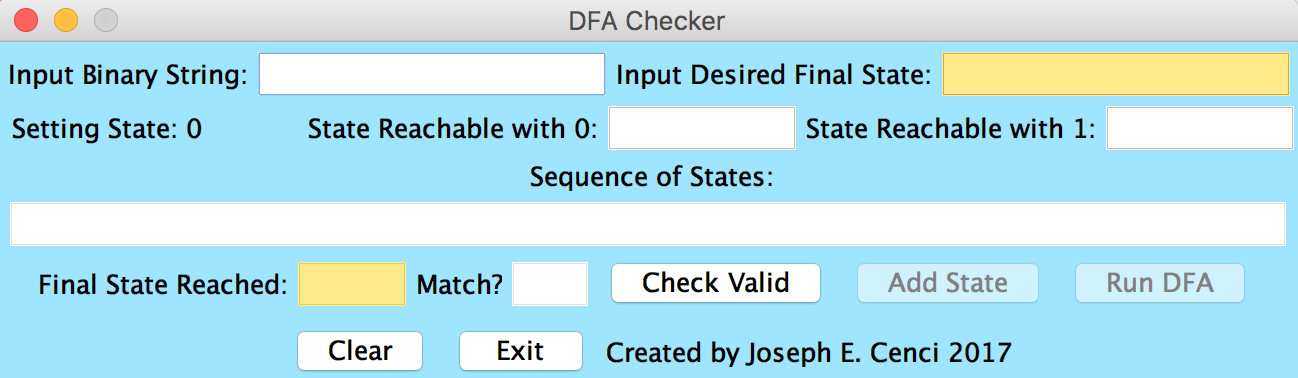 DFA Checker
Input Binary String: Input Desired Final State:
Setting State: 0 State Reachable with 0: State Reachable with 1:
Sequence of States:
Final State Reached: Match? Check Valid Add State Run DFA
Clear Exit Created by Joseph E. Cenci 2017